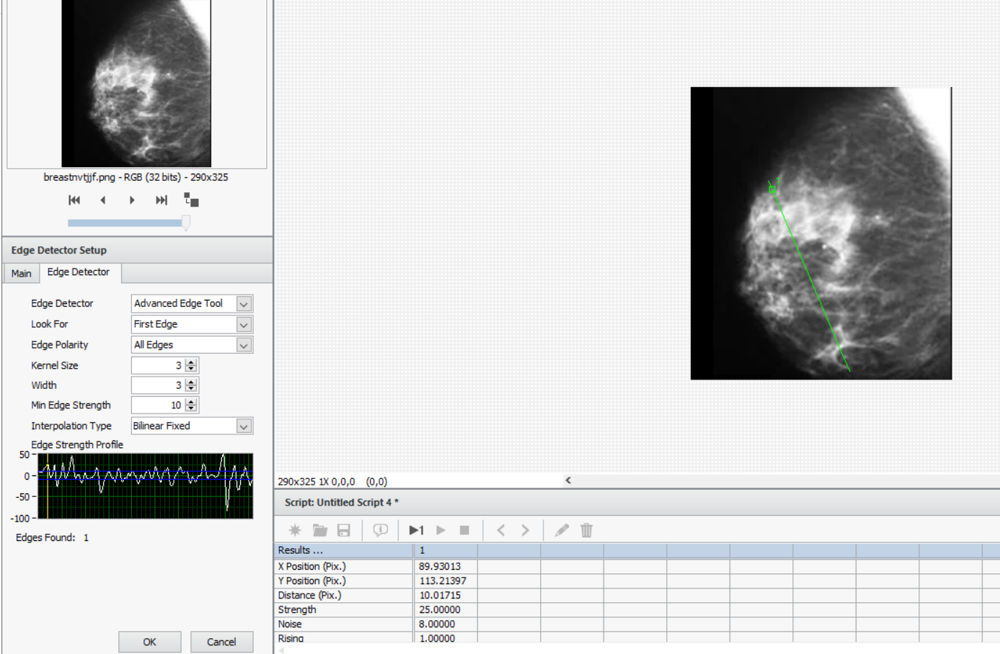 breastnvtjjf.png - RGB (32 bits) - 290x325
Edge Detector Setup
Main Edge Detector
Edge Detector Advanced Edge Tool
Look For First Edge
Edge Polarity All Edges
Kernel Size 3
Width 3
Min Edge Strength 10
Interpolation Type Bilinear Fixed
Edge Strength Profile
50
0
-50
-100
Edges Found: 1
OK Cancel
1
290x325 1X 0,0,0 (0,0)
Script: Untitled Script 4 *
1
Results ... 1
X Position (Pix.) 89.93013
Y Position (Pix.) 113.21397
Distance (Pix.) 10.01715
Strength 25.00000
Noise 8.00000
Rising 1.00000